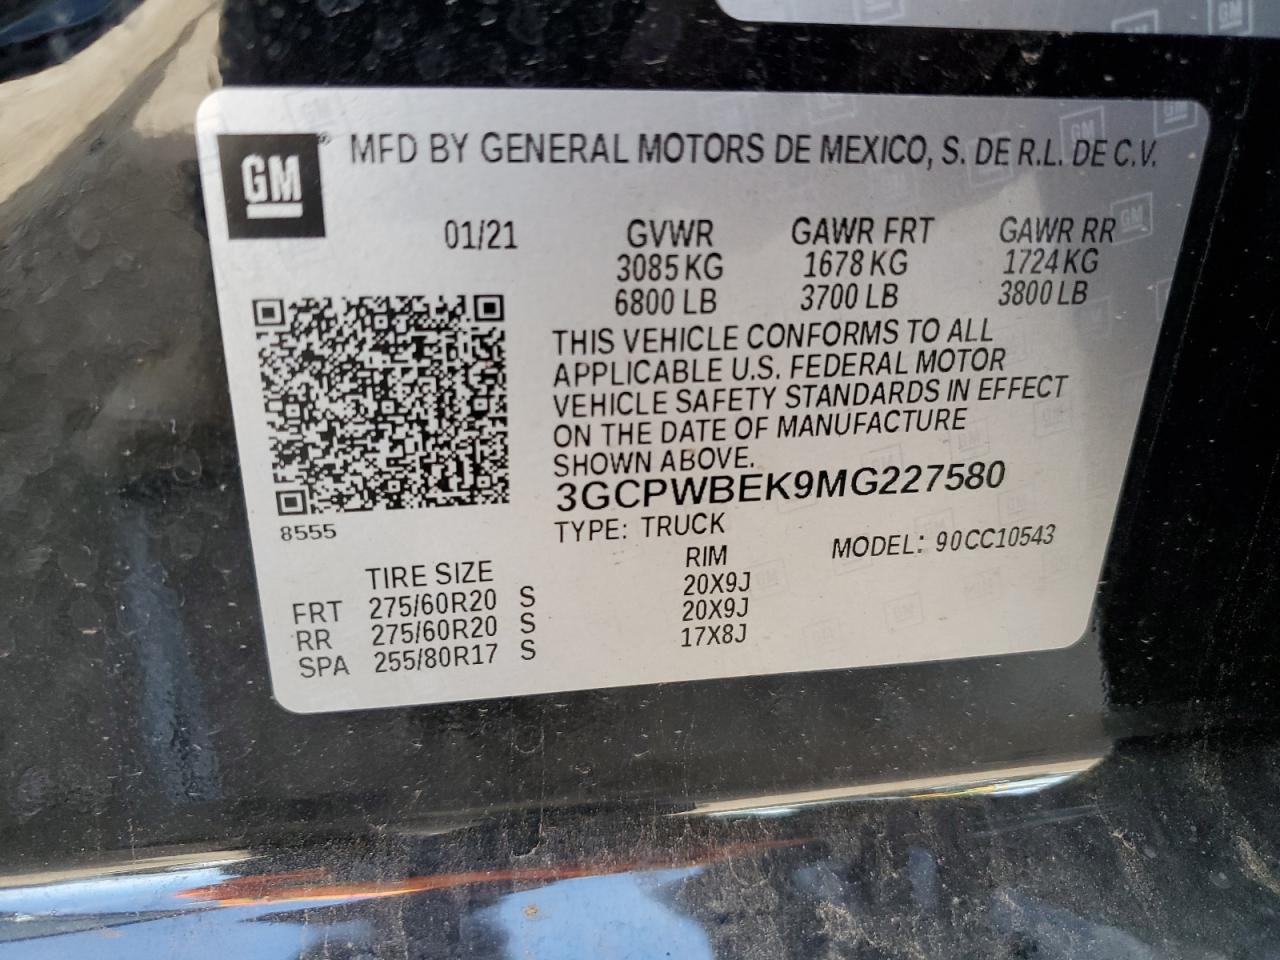 GM® MFD BY GENERAL MOTORS DE MEXICO, S. DE R.L. DE C.V.
01/21 GVWR GAWR FRT GAWR RR
3085 KG 1678 KG 1724 KG
6800 LB 3700 LB 3800 LB
THIS VEHICLE CONFORMS TO ALL
APPLICABLE U.S. FEDERAL MOTOR
VEHICLE SAFETY STANDARDS IN EFFECT
ON THE DATE OF MANUFACTURE
SHOWN ABOVE.
3GCPWBEK9MG227580
8555
TYPE: TRUCK MODEL: 90CC10543
TIRE SIZE RIM
FRT 275/60R20 S 20X9J
RR 275/60R20 S 20X9J
SPA 255/80R17 S 17X8J